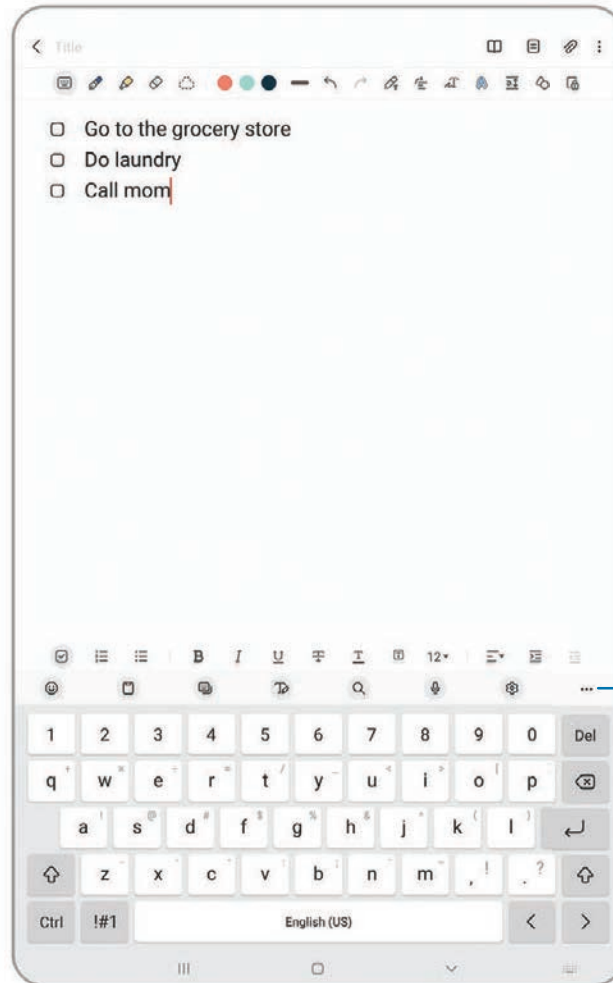 Title
Go to the grocery store
Do laundry
Call mom
B I U T T T 12
1 2 3 4 5 6 7 8 9 0 Del
q w e r t y u i o p
a s d f g h j k l
z x c v b n m , ! . ?
Ctrl !#1 English (US) < >